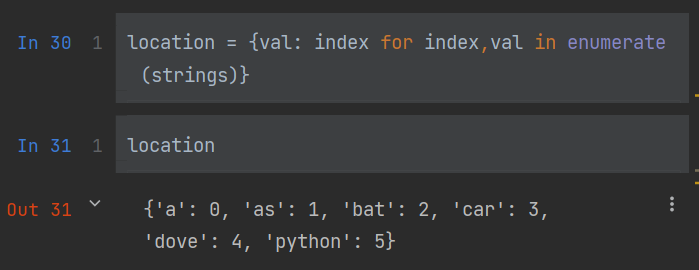 In 30 1 location = {val: index for index,val in enumerate
(strings)}
In 31 1 location
Out 31 {'a': 0, 'as': 1, 'bat': 2, 'car': 3,
'dove': 4, 'python': 5}